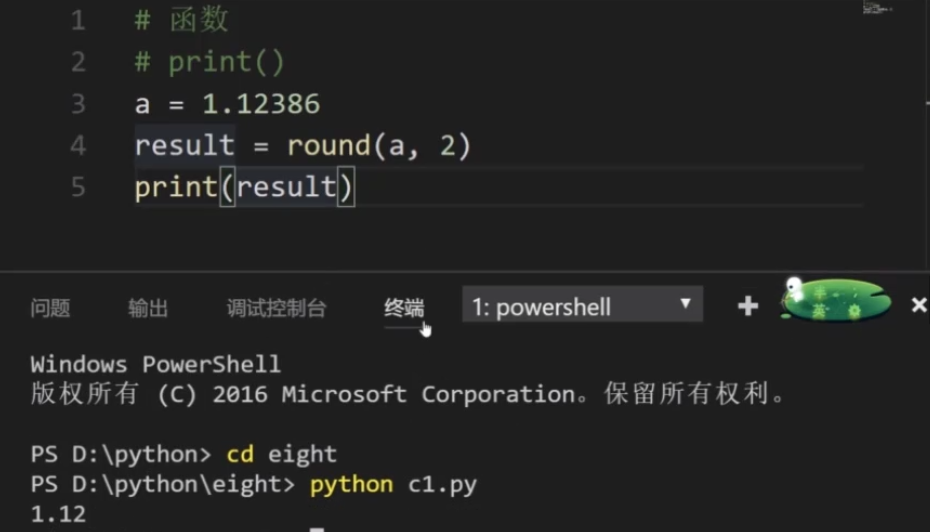 1 # 函数
2 # print()
3 a = 1.12386
4 result = round(a, 2)
5 print(result)
问题 输出 调试控制台 终端 1: powershell
半
英
Windows PowerShell
版权所有 (C) 2016 Microsoft Corporation。保留所有权利。
PS D:\python> cd eight
PS D:\python\eight> python c1.py
1.12